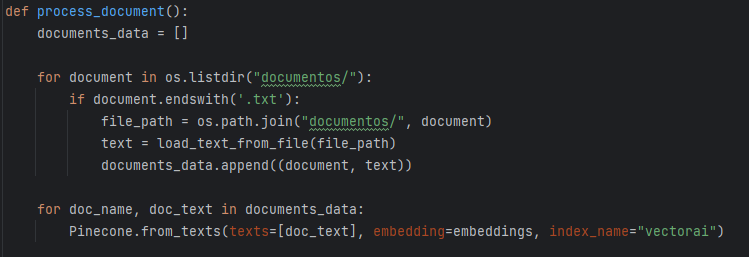 def process_document():
    documents_data = []
    for document in os.listdir("documentos/"):
        if document.endswith('.txt'):
            file_path = os.path.join("documentos/", document)
            text = load_text_from_file(file_path)
            documents_data.append((document, text))
    for doc_name, doc_text in documents_data:
        Pinecone.from_texts(texts=[doc_text], embedding=embeddings, index_name="vectorai")